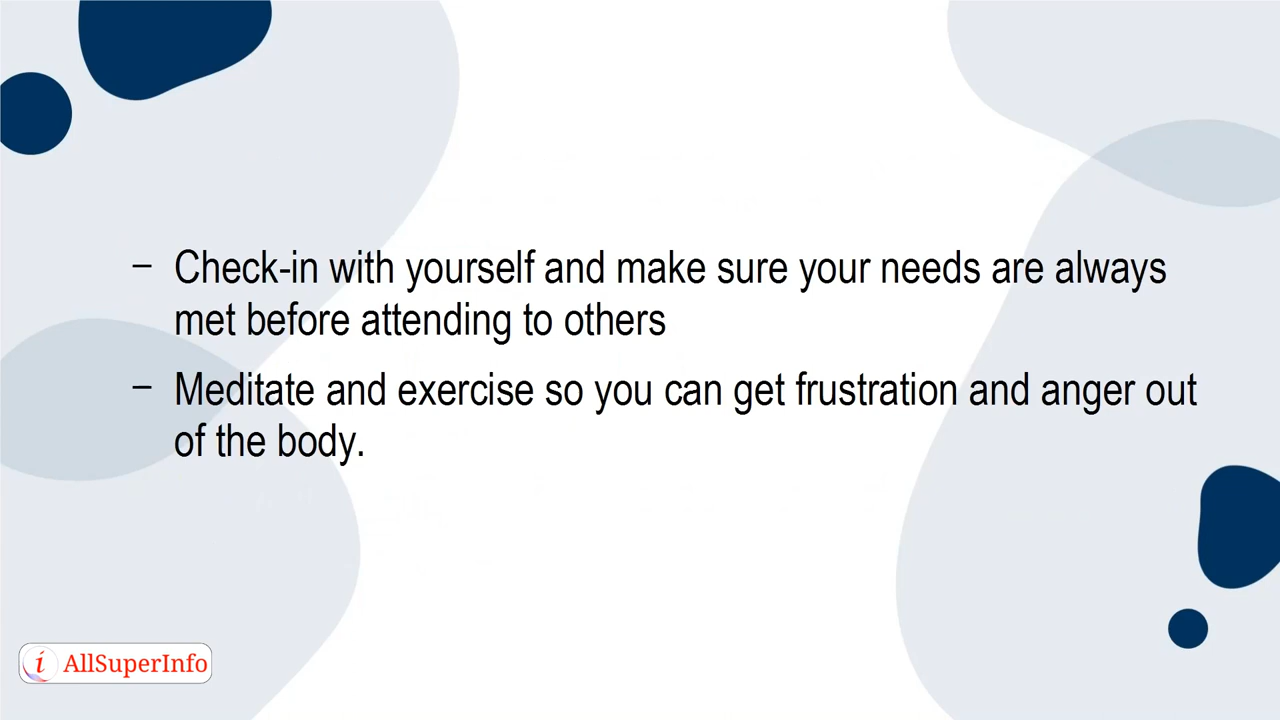 – Check-in with yourself and make sure your needs are always
met before attending to others
– Meditate and exercise so you can get frustration and anger out
of the body.
i AllSuperInfo